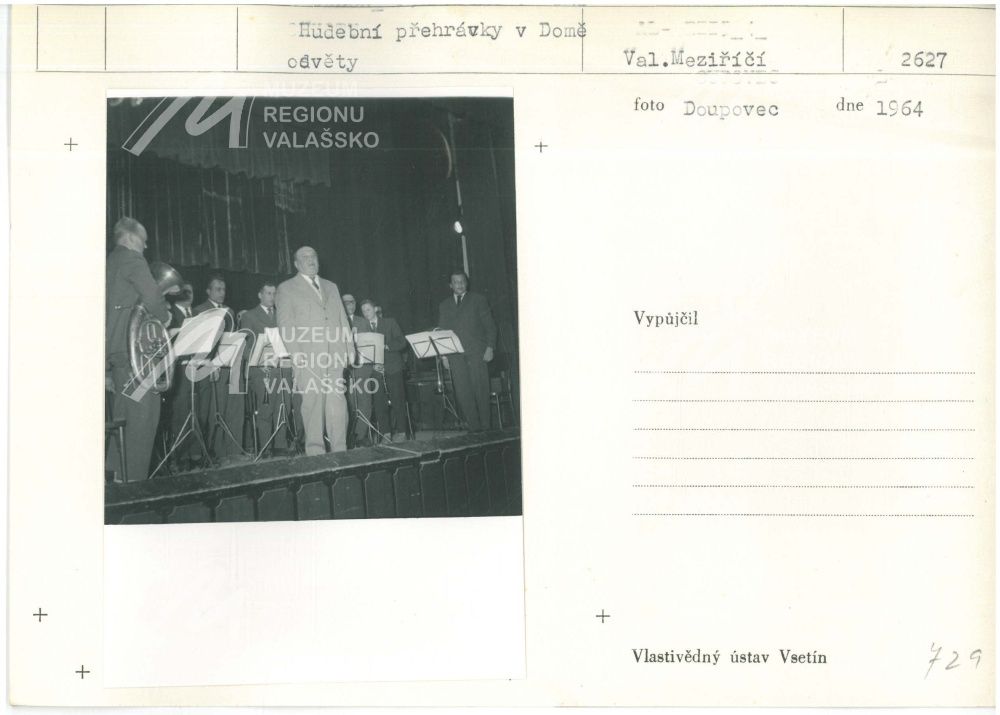 Hudební přehrávky v Domě
osvěty
Val.Meziříčí
2627
foto Doupovec dne 1964
MUZEUM
REGIONU
VALAŠSKO
MUZEUM
REGIONU
VALAŠSKO
Vypůjčil
Vlastivědný ústav Vsetín
729